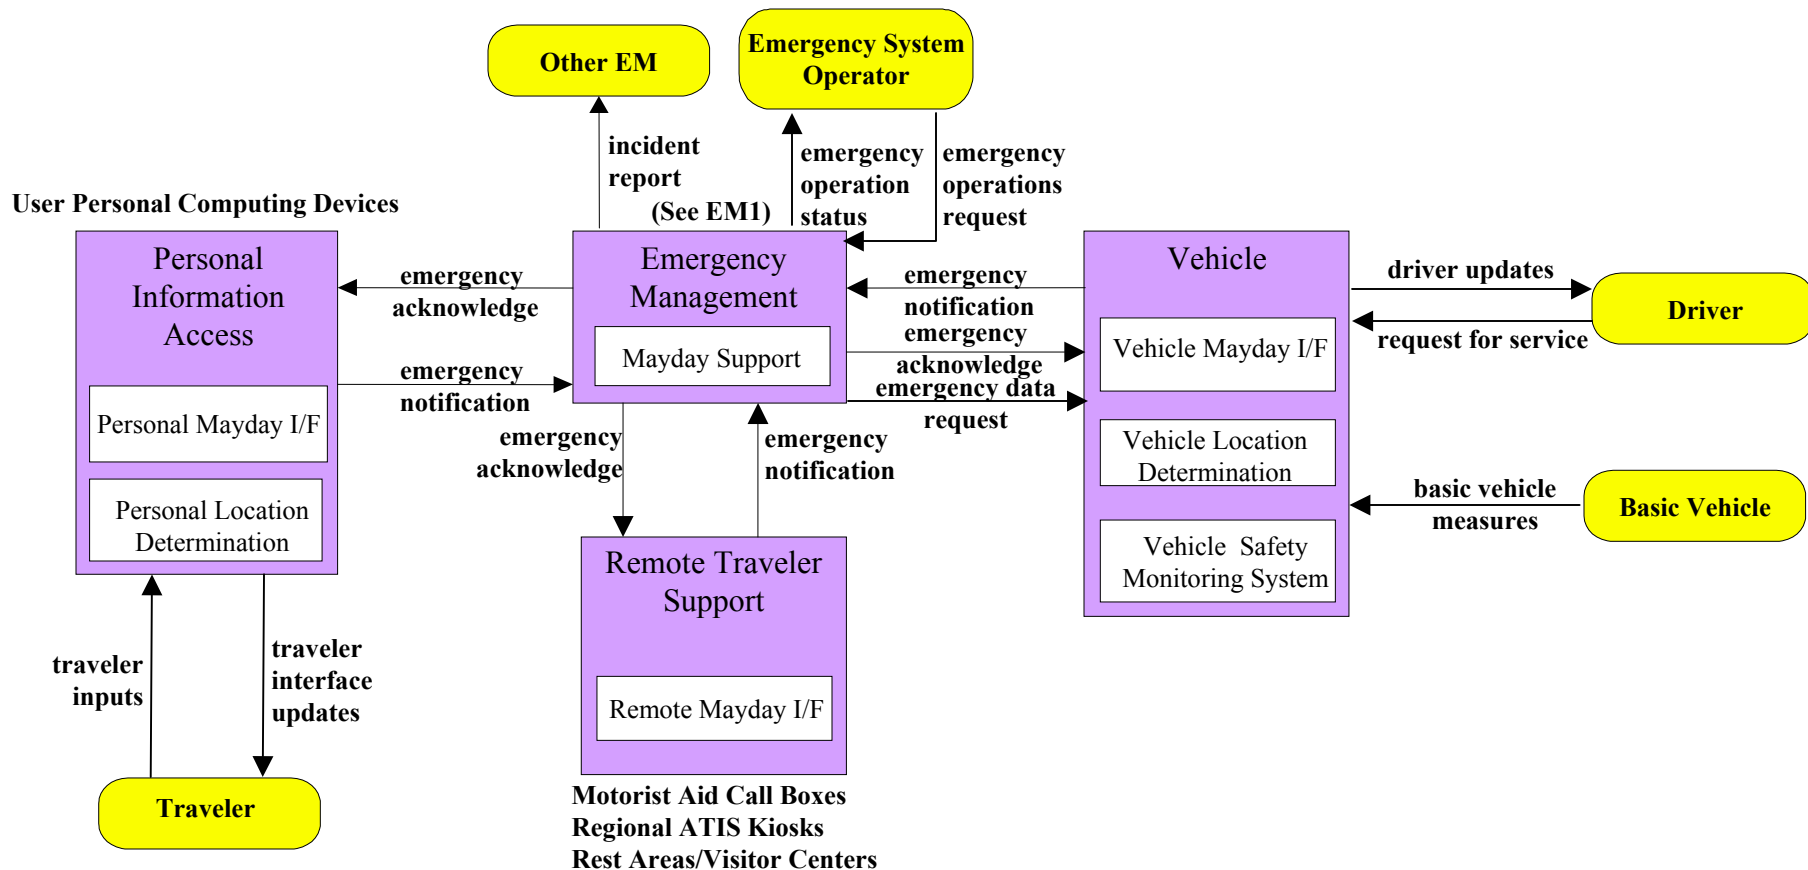 Other EM
Emergency System
Operator
incident
report
(See EM1)
emergency
operation
status
emergency
operations
request
User Personal Computing Devices
Personal
Information
Access
Personal Mayday I/F
Personal Location
Determination
emergency
acknowledge
emergency
notification
Emergency
Management
Mayday Support
emergency
notification
emergency
acknowledge
emergency data
request
Vehicle
Vehicle Mayday I/F
Vehicle Location
Determination
Vehicle Safety
Monitoring System
driver updates
request for service
Driver
basic vehicle
measures
Basic Vehicle
emergency
acknowledge
emergency
notification
Remote Traveler
Support
Remote Mayday I/F
traveler
inputs
traveler
interface
updates
Traveler
Motorist Aid Call Boxes
Regional ATIS Kiosks
Rest Areas/Visitor Centers